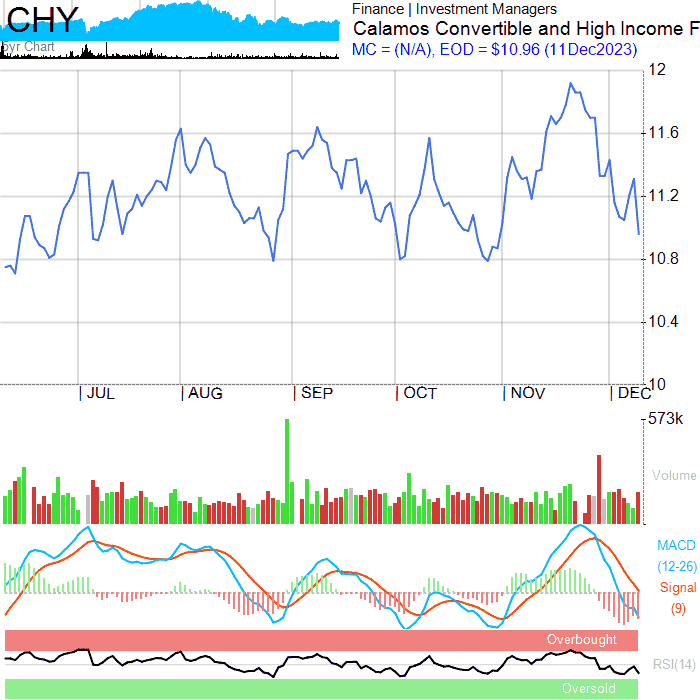 CHY
5yr Chart
Finance | Investment Managers
Calamos Convertible and High Income F
MC = (N/A), EOD = $10.96 (11Dec2023)
12
11.6
11.2
10.8
10.4
10
JUL AUG SEP OCT NOV DEC
573k
Volume
MACD
(12-26)
Signal
(9)
Overbought
RSI(14)
Oversold